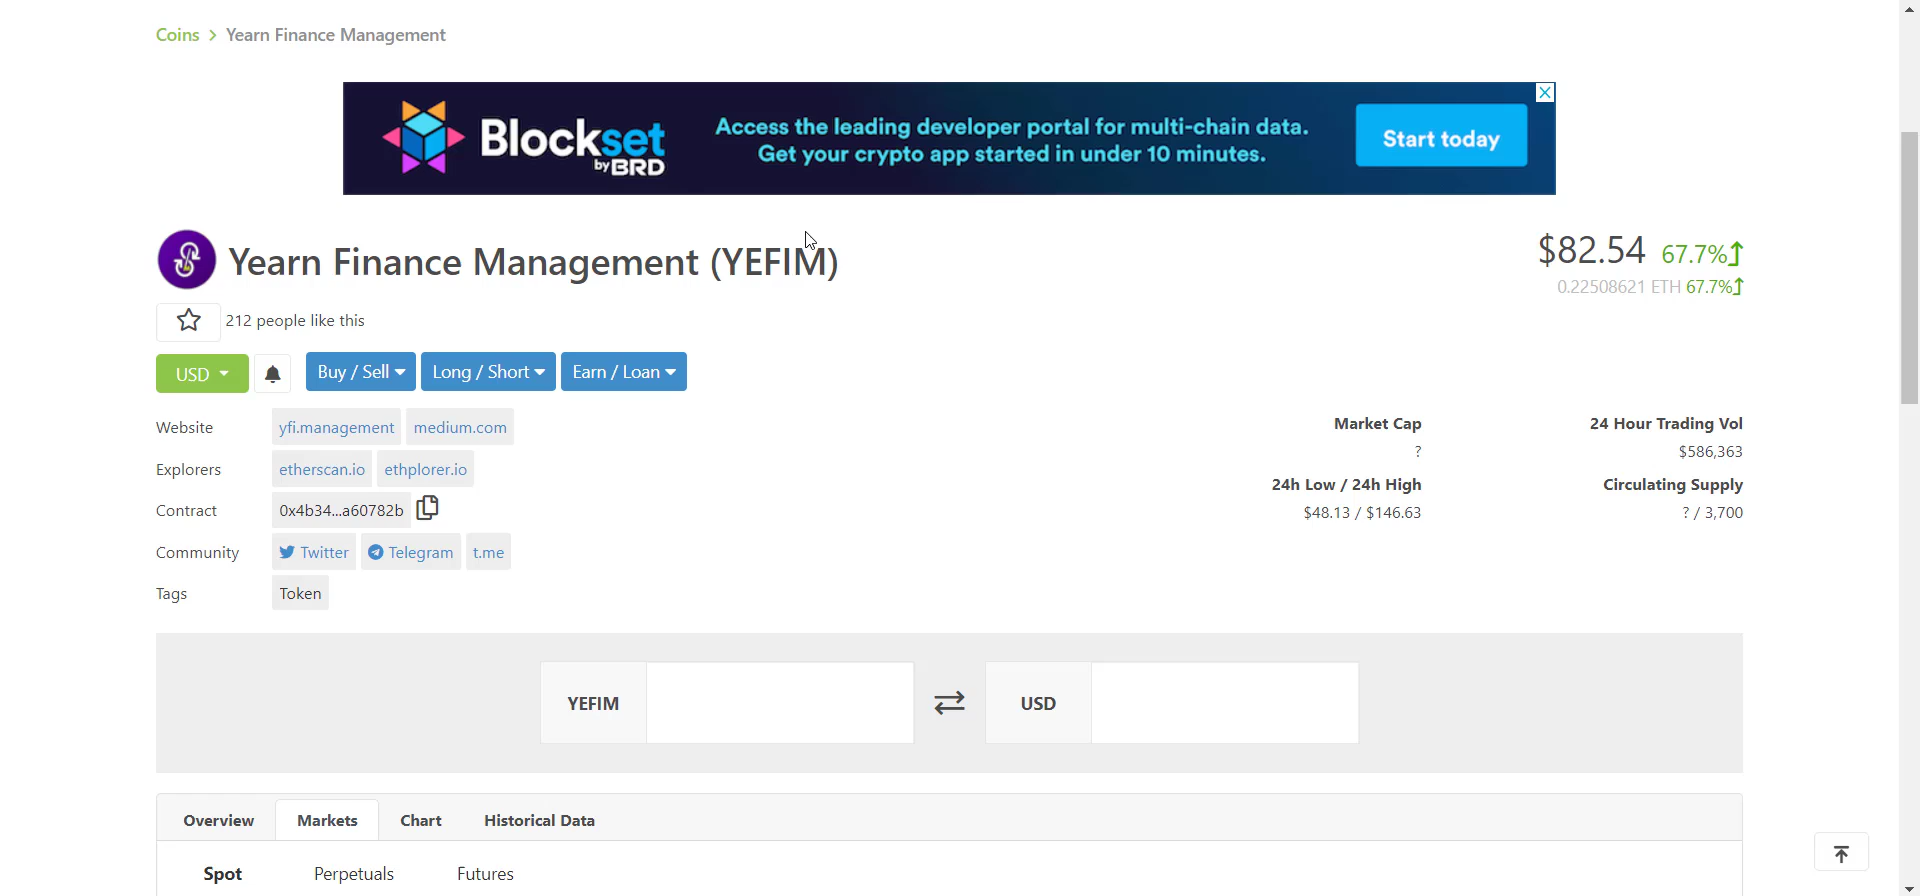 Coins > Yearn Finance Management
Blockset
by BRD
Access the leading developer portal for multi-chain data.
Get your crypto app started in under 10 minutes.
Start today
Yearn Finance Management (YEFIM)
$82.54 67.7%
0.22508621 ETH 67.7%
212 people like this
USD
Buy / Sell
Long / Short
Earn / Loan
Website yfi.management medium.com
Explorers etherscan.io ethplorer.io
Contract 0x4b34...a60782b
Community Twitter Telegram t.me
Tags Token
Market Cap
?
24 Hour Trading Vol
$586,363
24h Low / 24h High
$48.13 / $146.63
Circulating Supply
? / 3,700
YEFIM
USD
Overview Markets Chart Historical Data
Spot Perpetuals Futures